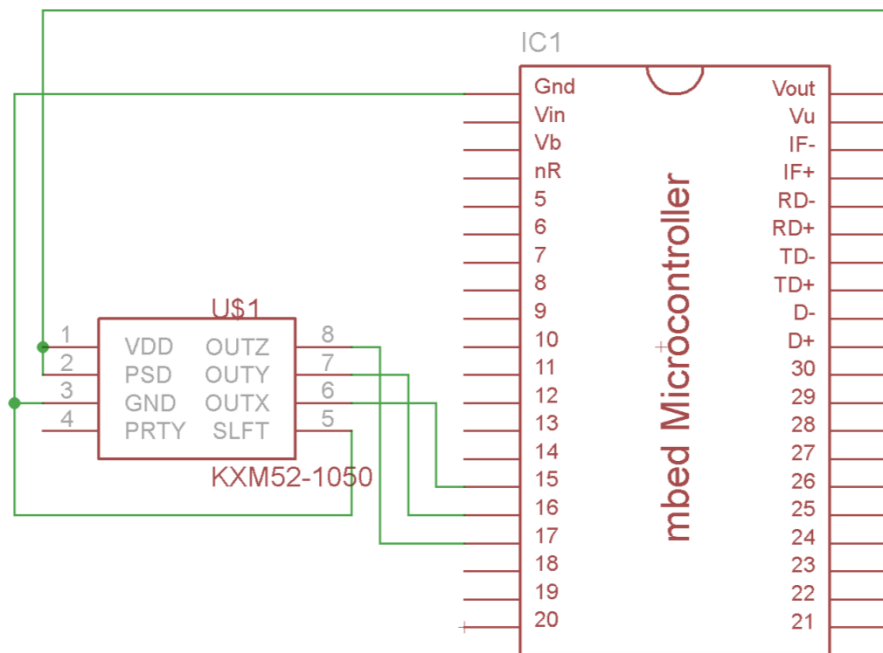 IC1
Gnd Vout
Vin Vu
Vb IF-
nR IF+
5 RD-
6 RD+
7 TD-
8 TD+
9 D-
10 D+
11 30
12 29
13 28
14 27
15 26
16 25
17 24
18 23
19 22
20 21
mbed Microcontroller
U$1
1 VDD OUTZ 8
2 PSD OUTY 7
3 GND OUTX 6
4 PRTY SLFT 5
KXM52-1050